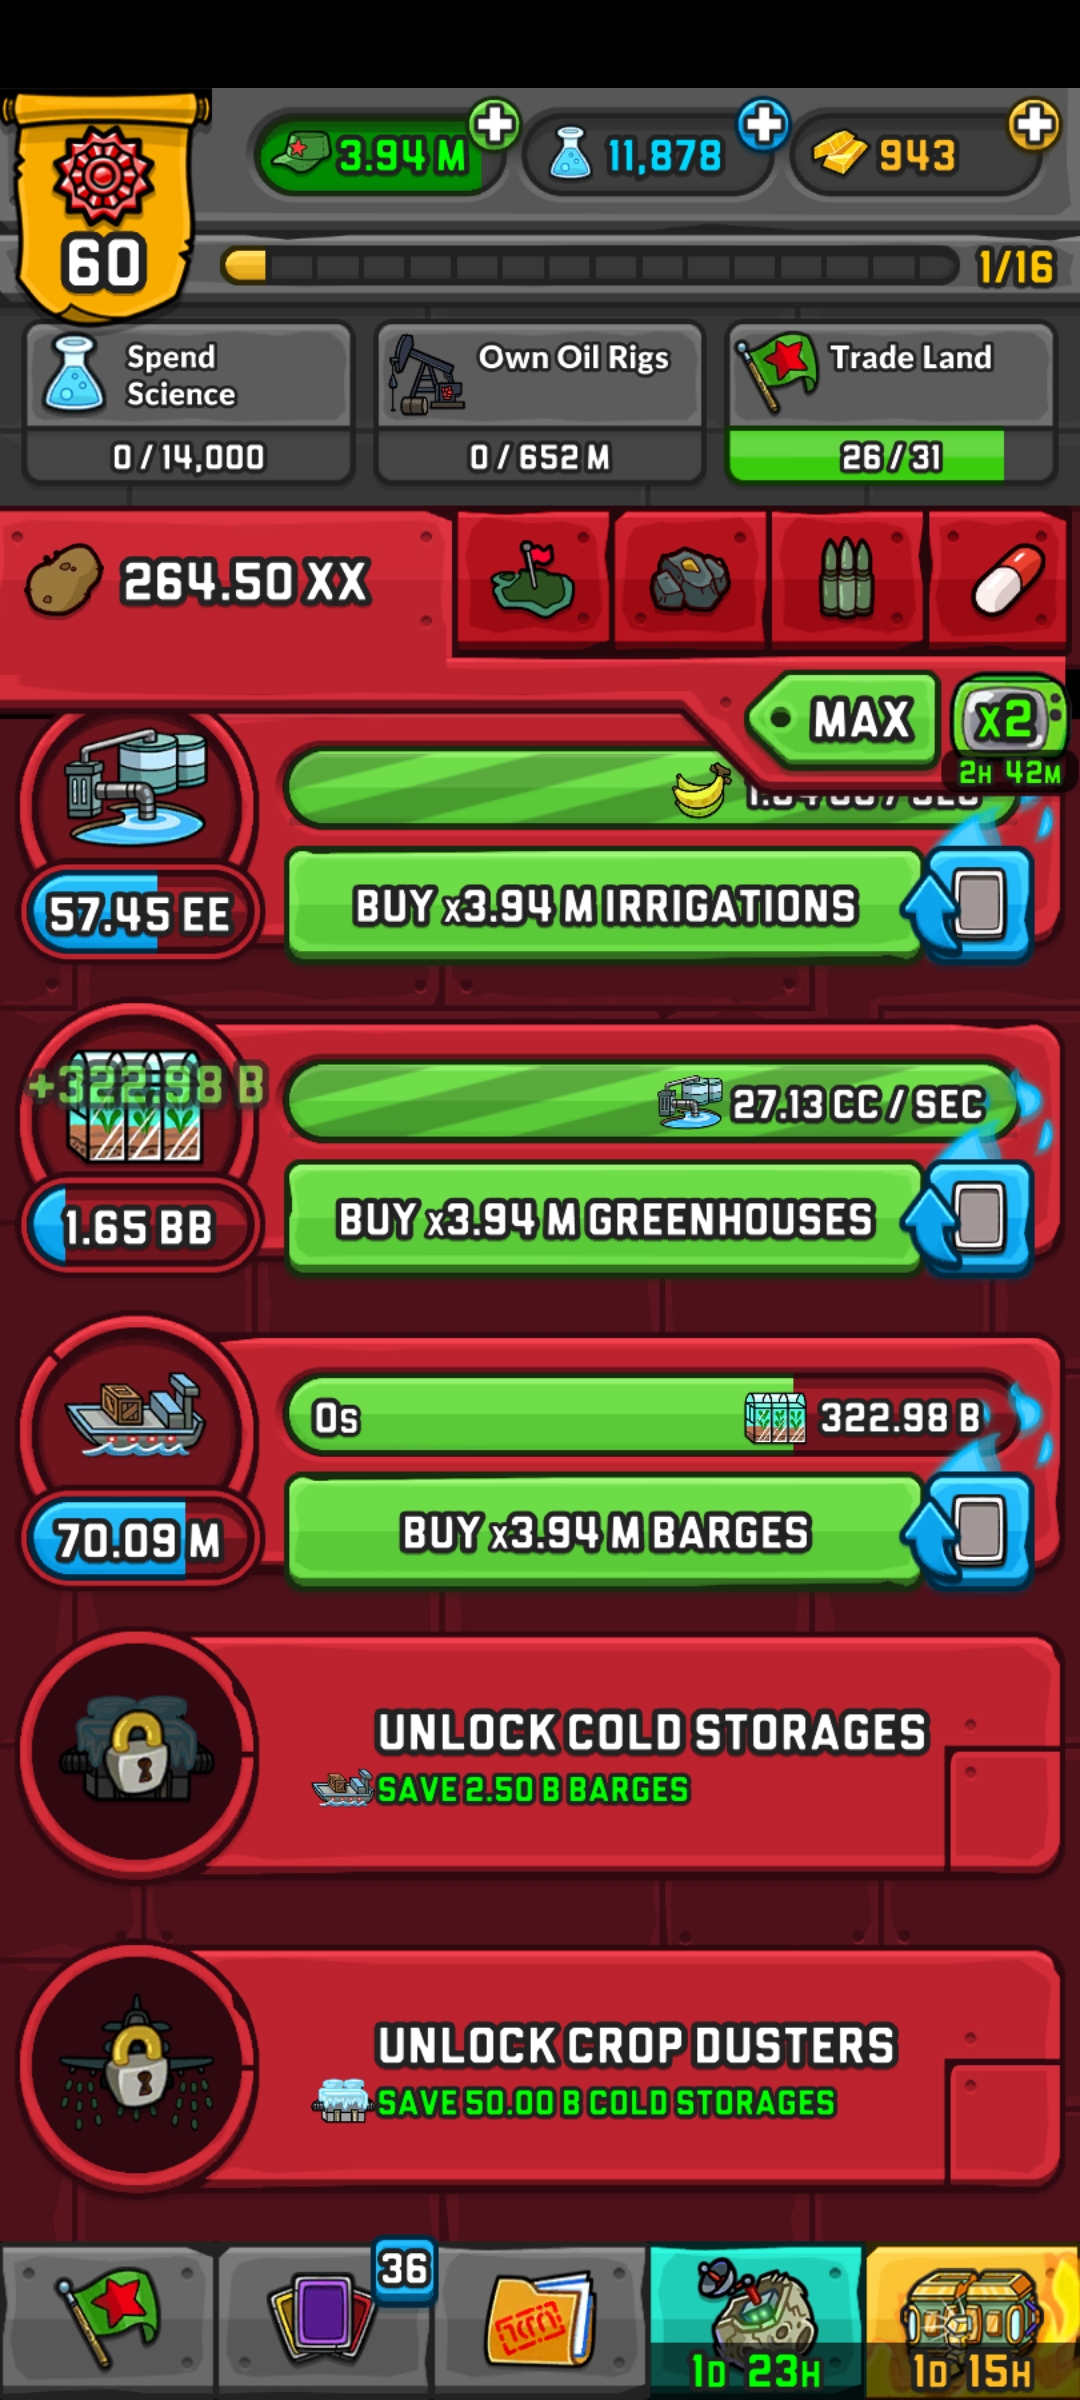 3.94 M
11,878
943
60
1/16
Spend
Science
0/14,000
Own Oil Rigs
0/652 M
Trade Land
26/31
264.50 XX
MAX
x2
2H 42M
57.45 EE
BUY x3.94 M IRRIGATIONS
+322.98 B
27.13 CC / SEC
1.65 BB
BUY x3.94 M GREENHOUSES
0s
322.98 B
70.09 M
BUY x3.94 M BARGES
UNLOCK COLD STORAGES
SAVE 2.50 B BARGES
UNLOCK CROP DUSTERS
SAVE 50.00 B COLD STORAGES
36
1D 23H
1D 15H